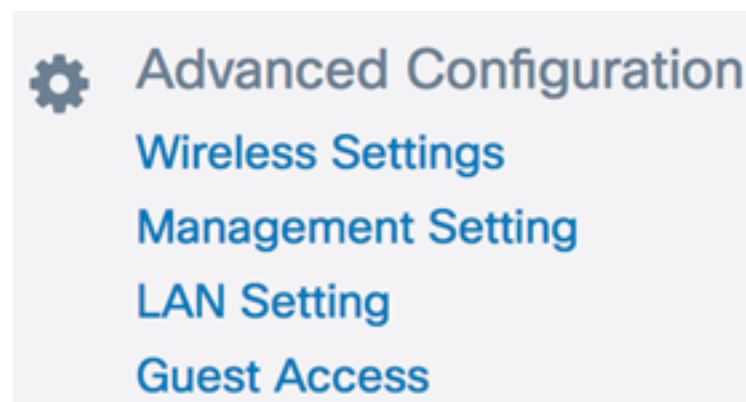 Advanced Configuration
Wireless Settings
Management Setting
LAN Setting
Guest Access